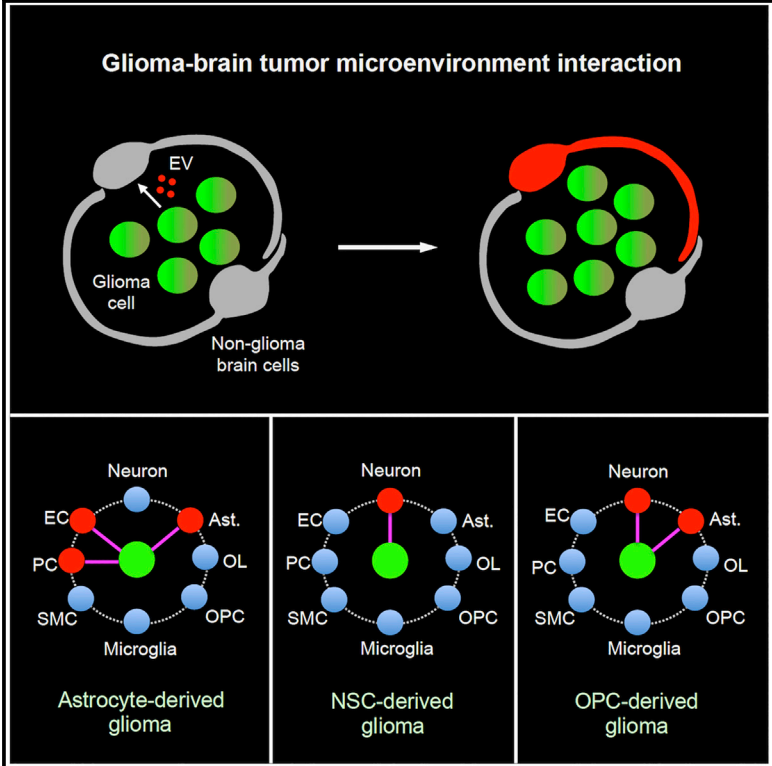 Glioma-brain tumor microenvironment interaction
EV
Glioma
cell
Non-glioma
brain cells
Neuron
EC
Ast.
PC
OL
SMC
OPC
Microglia
Astrocyte-derived
glioma
Neuron
EC
Ast.
PC
OL
SMC
OPC
Microglia
NSC-derived
glioma
Neuron
EC
Ast.
PC
OL
SMC
OPC
Microglia
OPC-derived
glioma